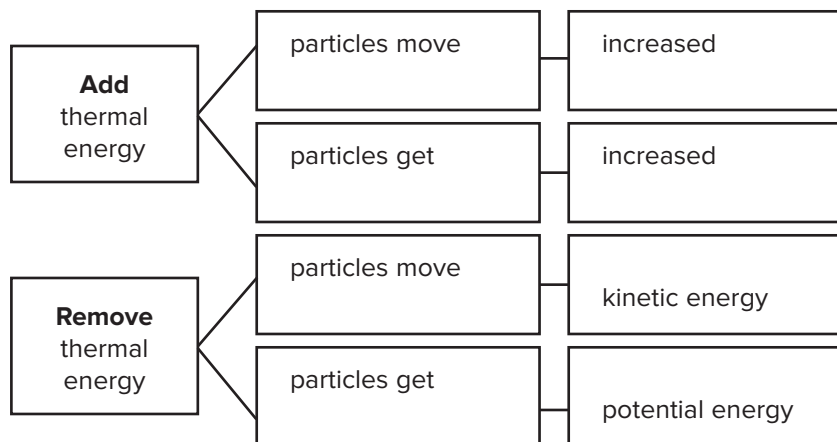 Add
thermal
energy
particles move
increased
particles get
increased
Remove
thermal
energy
particles move
kinetic energy
particles get
potential energy